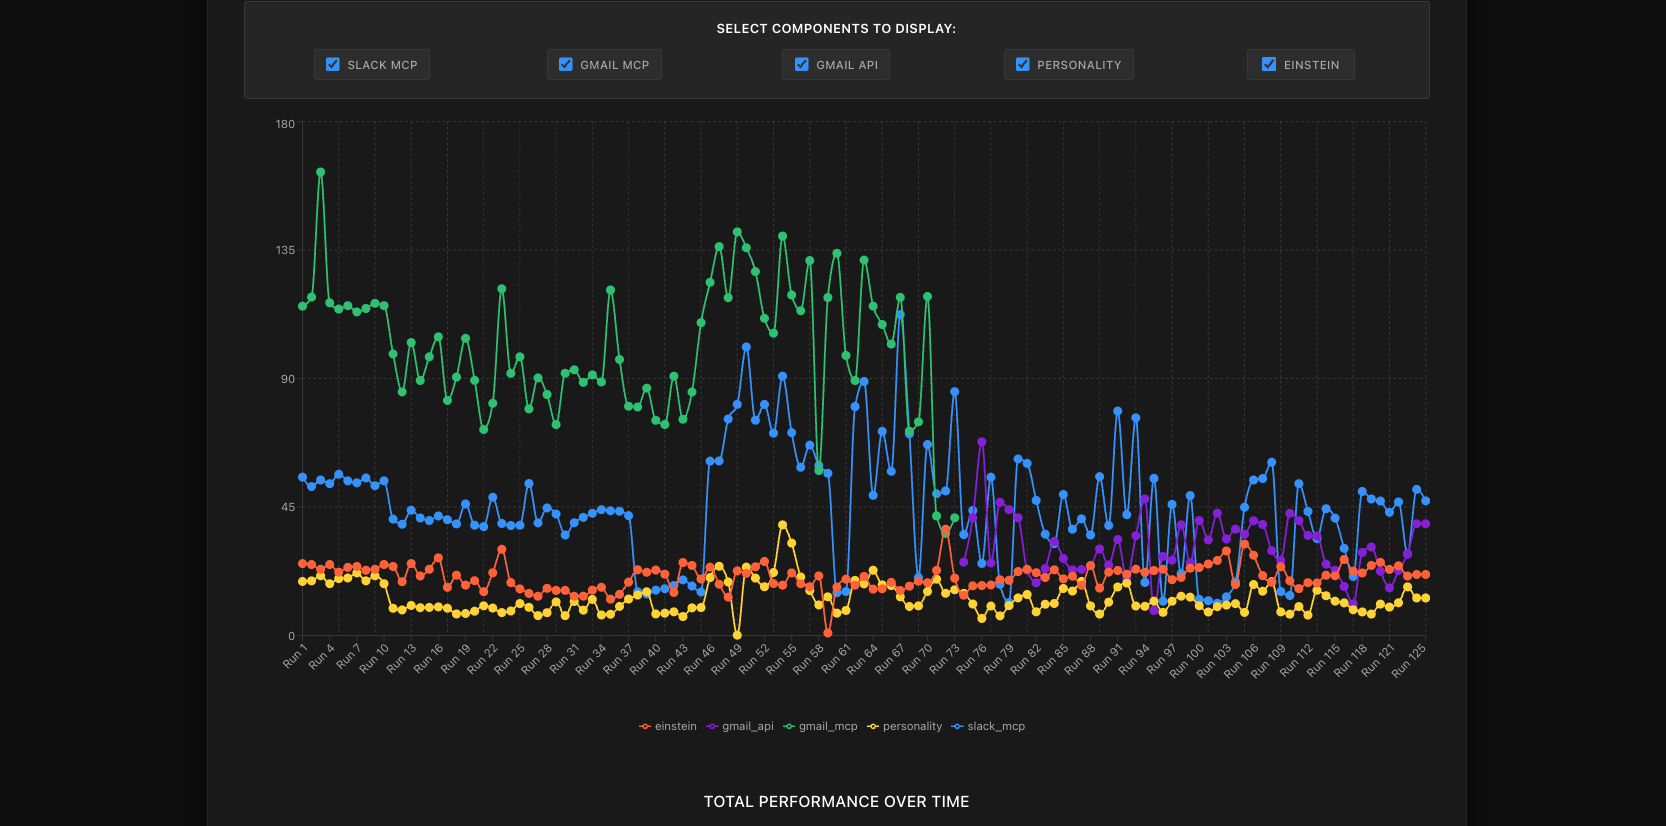 SELECT COMPONENTS TO DISPLAY:
SLACK MCP GMAIL MCP GMAIL API PERSONALITY EINSTEIN
180
135
90
45
0
Run 1 Run 4 Run 7 Run 10 Run 13 Run 16 Run 19 Run 22 Run 25 Run 28 Run 31 Run 34 Run 37 Run 40 Run 43 Run 46 Run 49 Run 52 Run 55 Run 58 Run 61 Run 64 Run 67 Run 70 Run 73 Run 76 Run 79 Run 82 Run 85 Run 88 Run 91 Run 94 Run 97 Run 100 Run 103 Run 106 Run 109 Run 112 Run 115 Run 118 Run 121 Run 125
einstein gmail_api gmail_mcp personality slack_mcp
TOTAL PERFORMANCE OVER TIME